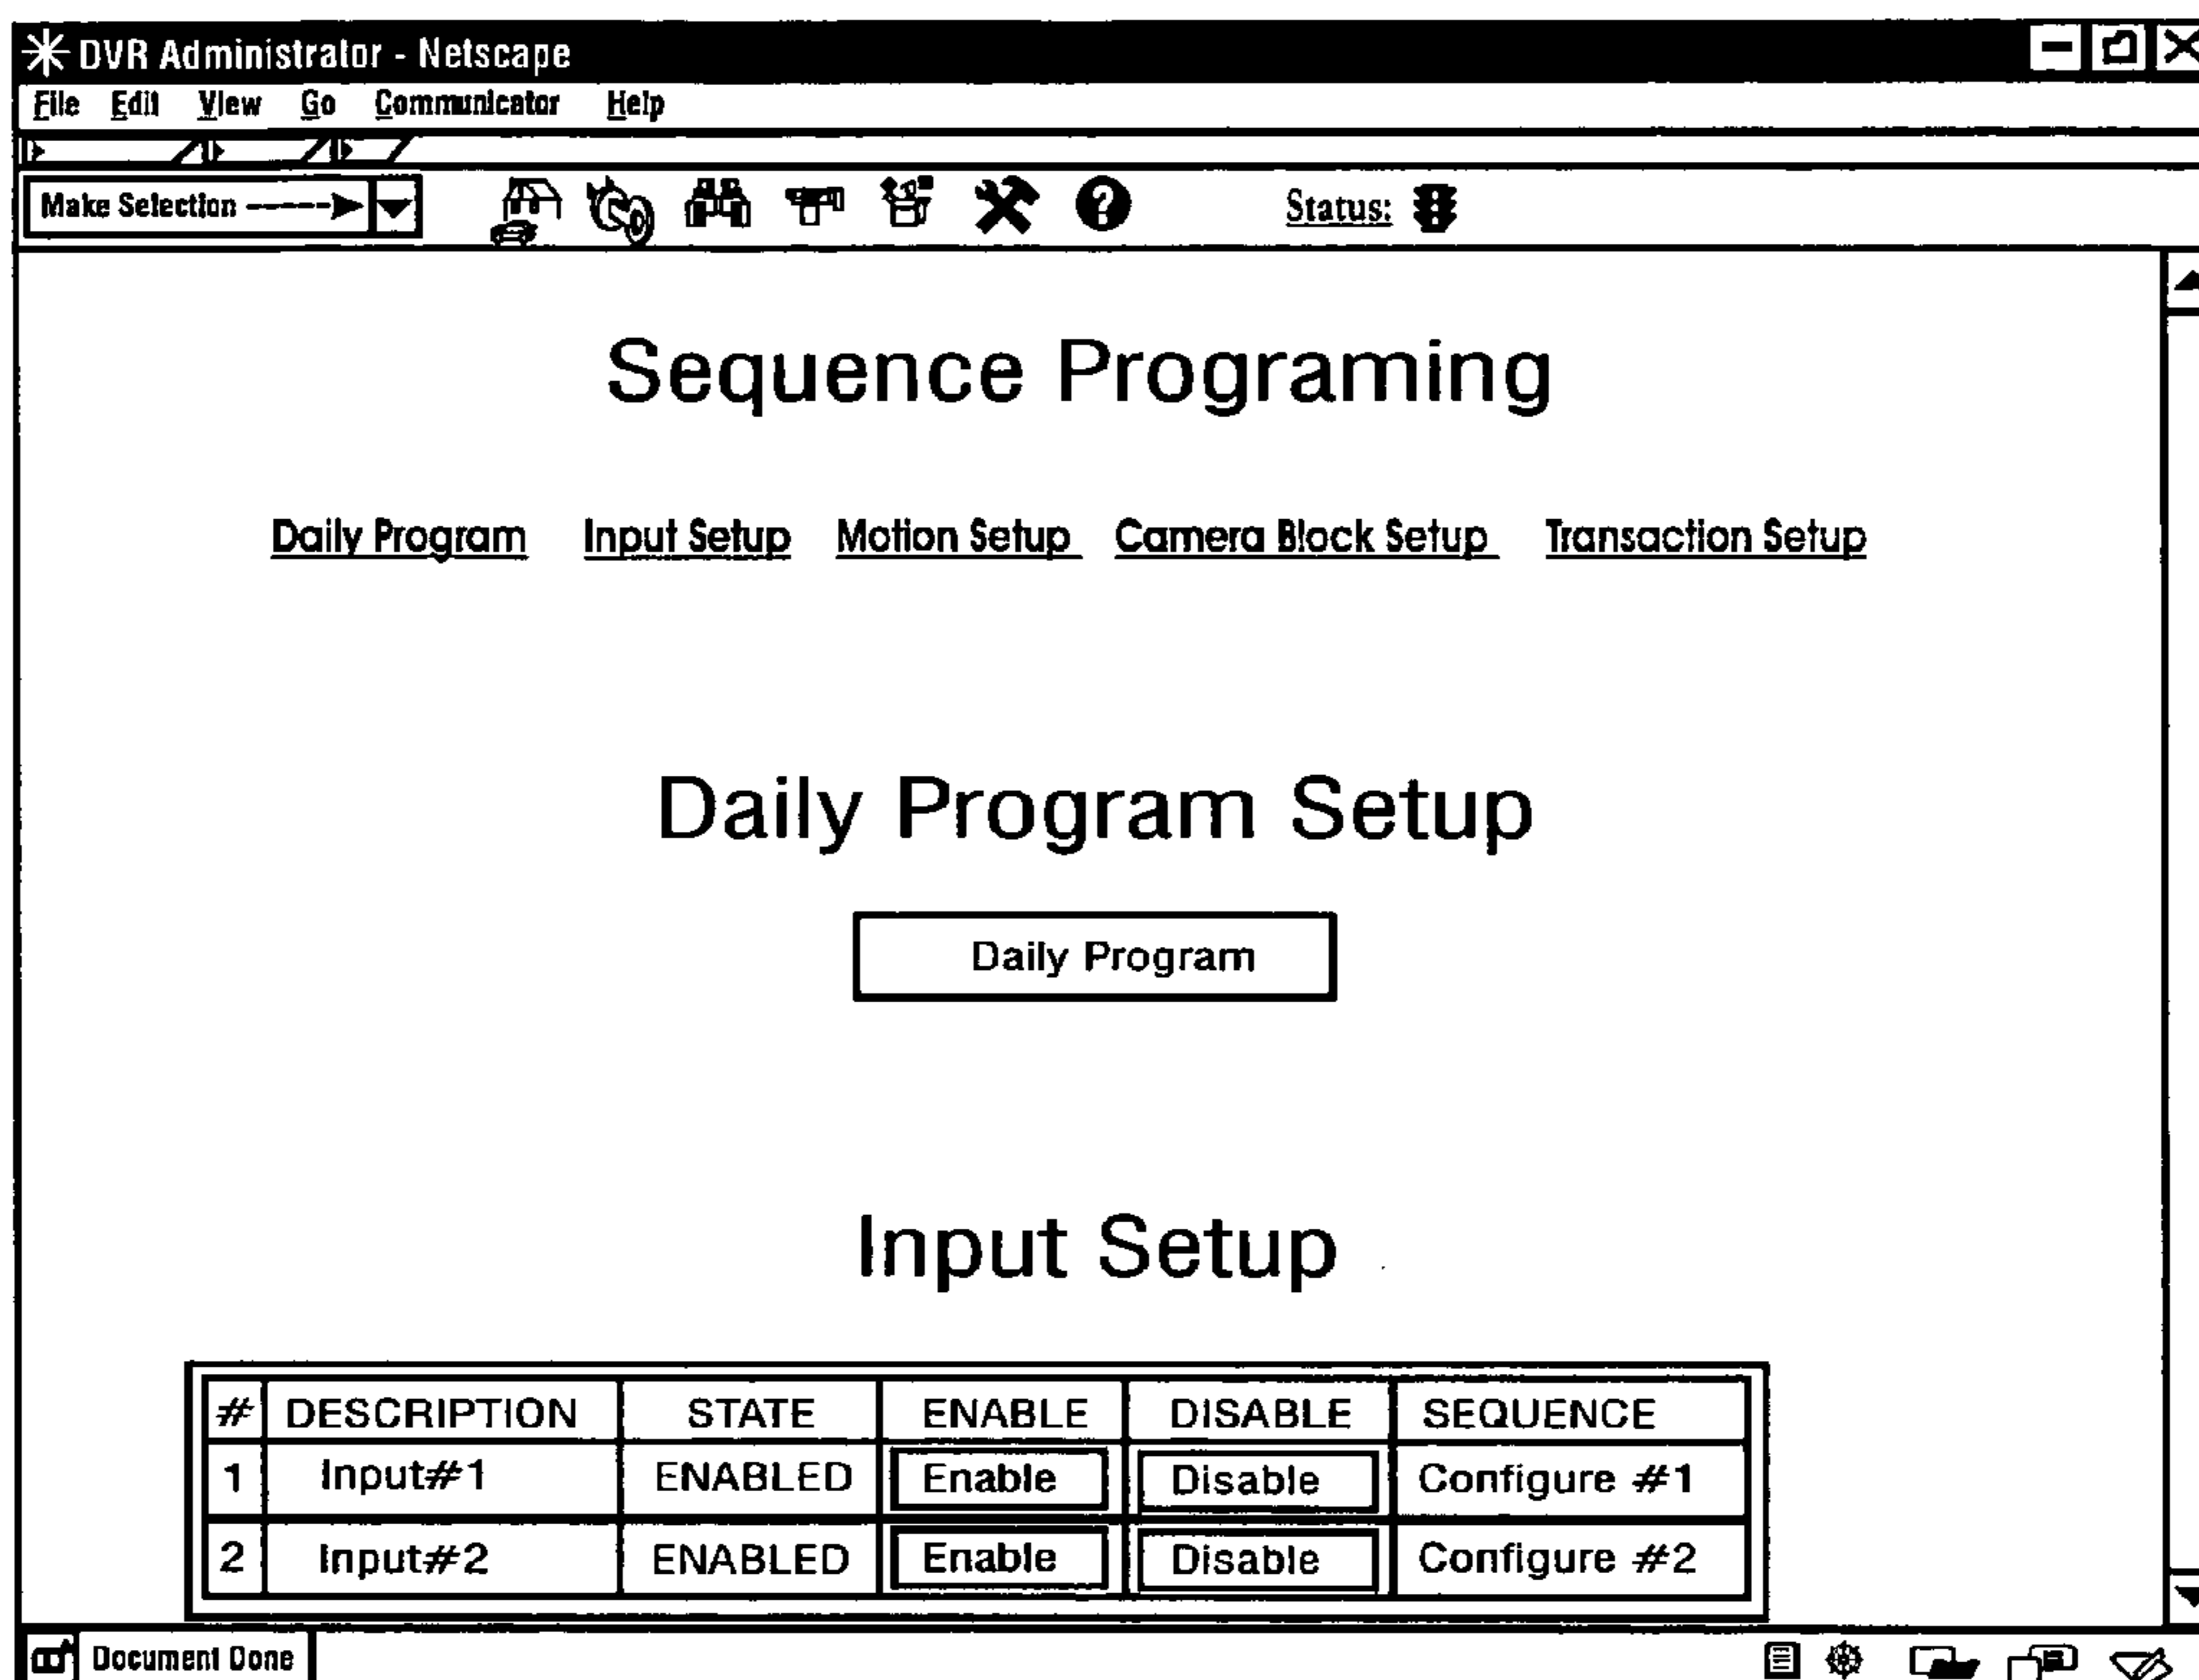 DVR Administrator - Netscape
File Edit View Go Communicator Help
Make Selection Status:
Sequence Programing
Daily Program Input Setup Motion Setup Camera Block Setup Transaction Setup
Daily Program Setup
Daily Program
Input Setup
# DESCRIPTION STATE ENABLE DISABLE SEQUENCE
1 Input#1 ENABLED Enable Disable Configure #1
2 Input#2 ENABLED Enable Disable Configure #2
Document Done